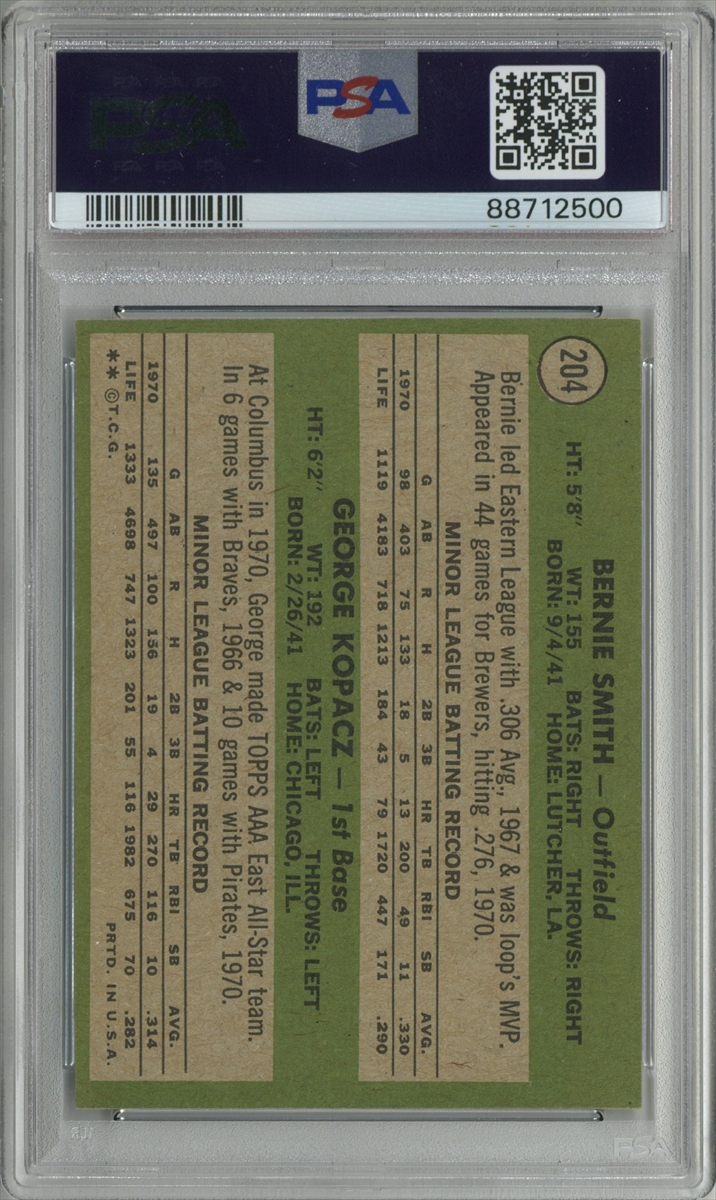 PSA
PSA
88712500
204
BERNIE SMITH — Outfield
HT: 5'8" WT: 155 BATS: RIGHT THROWS: RIGHT
BORN: 9/4/41 HOME: LUTCHER, LA.
Bernie led Eastern League with .306 Avg., 1967 & was loop's MVP.
Appeared in 44 games for Brewers, hitting .276, 1970.
MINOR LEAGUE BATTING RECORD
G AB R H 2B 3B HR TB RBI SB AVG.
1970 98 403 75 133 18 5 13 200 49 11 .330
LIFE 1119 4183 718 1213 184 43 79 1720 447 171 .290
GEORGE KOPACZ — 1st Base
HT: 6'2" WT: 192 BATS: LEFT THROWS: LEFT
BORN: 2/26/41 HOME: CHICAGO, ILL.
At Columbus in 1970, George made TOPPS AAA East All-Star team.
In 6 games with Braves, 1966 & 10 games with Pirates, 1970.
MINOR LEAGUE BATTING RECORD
G AB R H 2B 3B HR TB RBI SB AVG.
1970 135 497 100 156 19 4 29 270 116 10 .314
LIFE 1333 4698 747 1323 201 55 116 1982 675 70 .282
** ©T.C.G. PRTD. IN U.S.A.
PSA